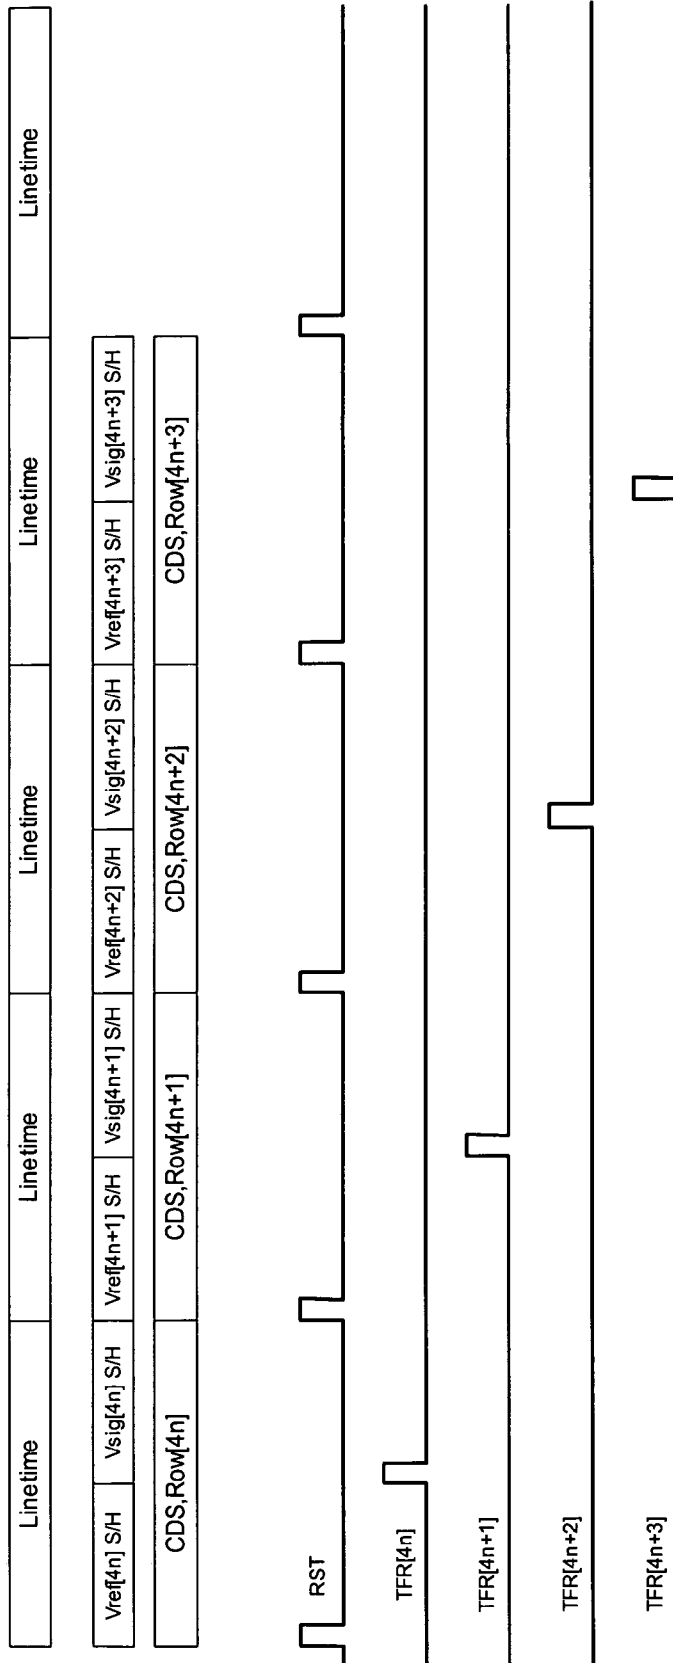 Linetime
Linetime
Linetime
Linetime
Linetime
Vref[4n] S/H
Vsig[4n] S/H
Vref[4n+1] S/H
Vsig[4n+1] S/H
Vref[4n+2] S/H
Vsig[4n+2] S/H
Vref[4n+3] S/H
Vsig[4n+3] S/H
CDS,Row[4n]
CDS,Row[4n+1]
CDS,Row[4n+2]
CDS,Row[4n+3]
RST
TFR[4n]
TFR[4n+1]
TFR[4n+2]
TFR[4n+3]